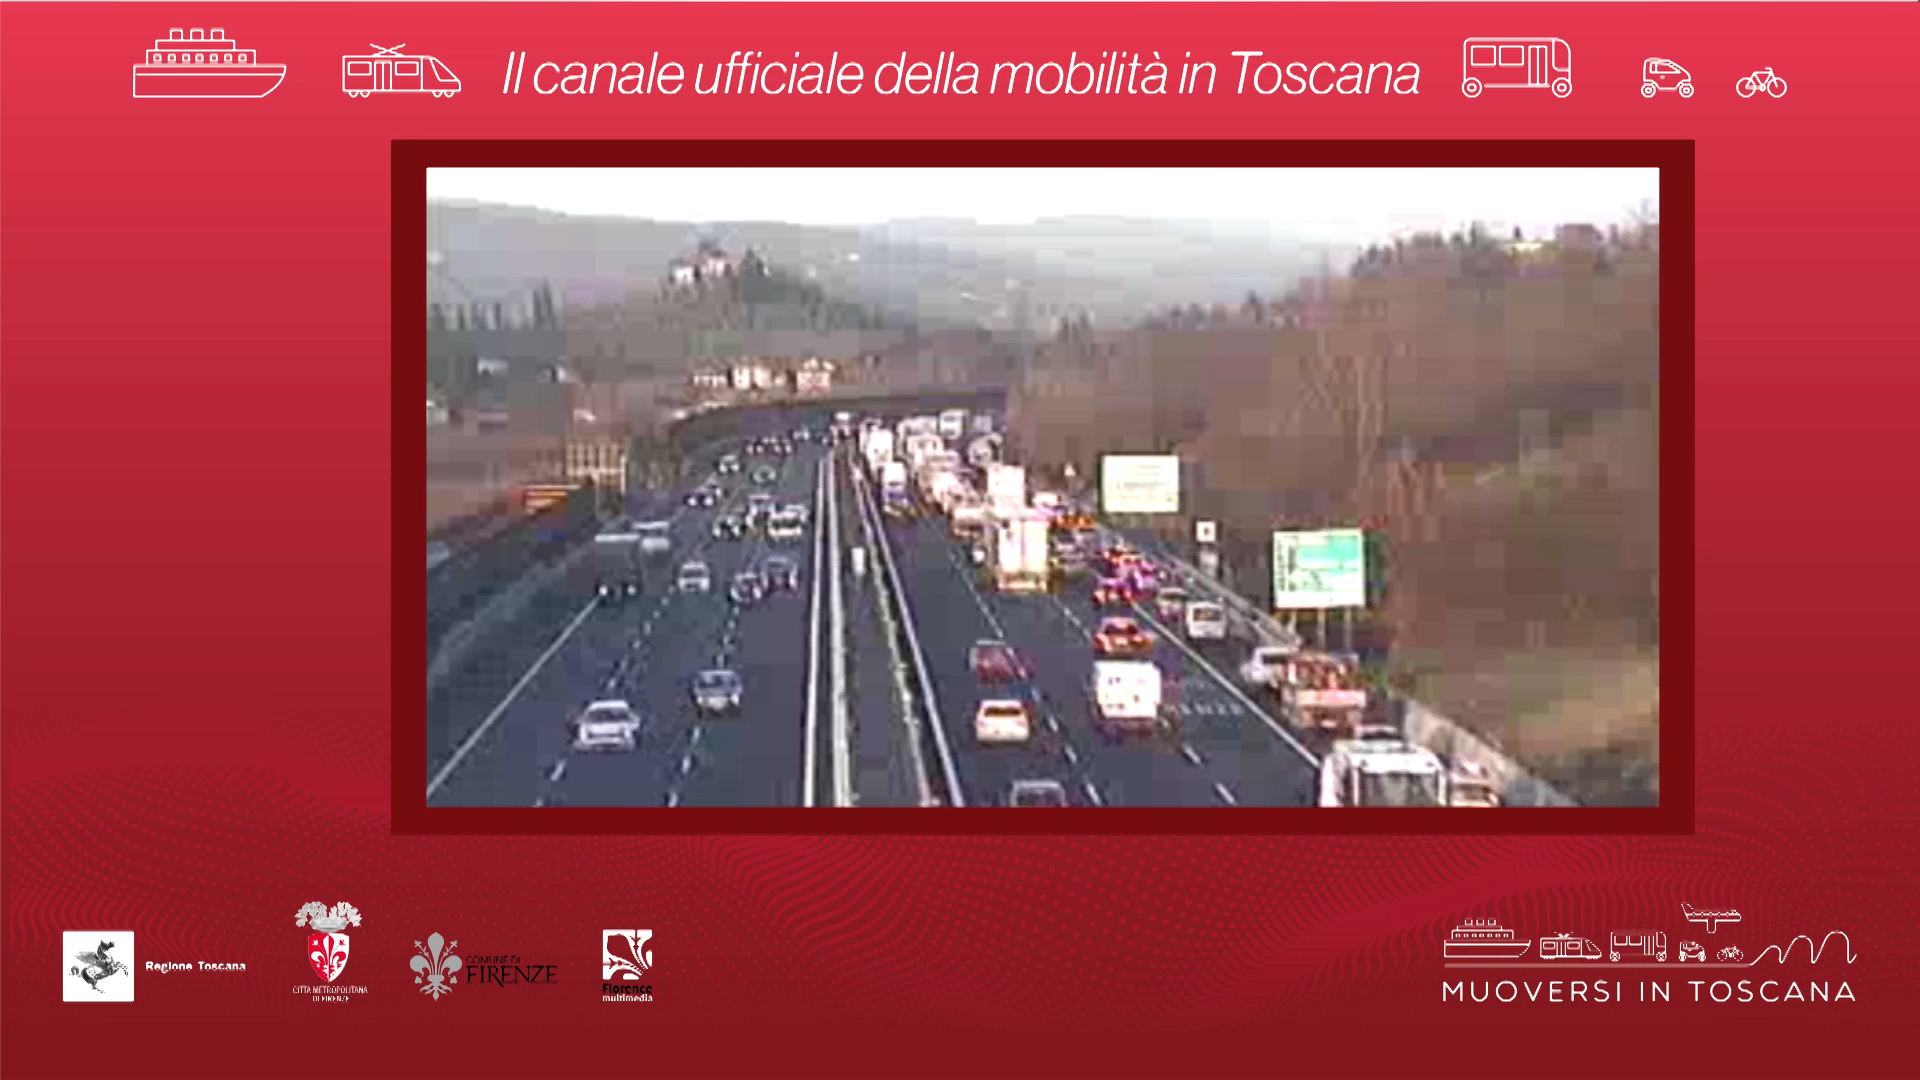 Il canale ufficiale della mobilità in Toscana
Regione Toscana
CITTÀ METROPOLITANA
DI FIRENZE
COMUNE DI
FIRENZE
Florence
multimedia
MUOVERSI IN TOSCANA